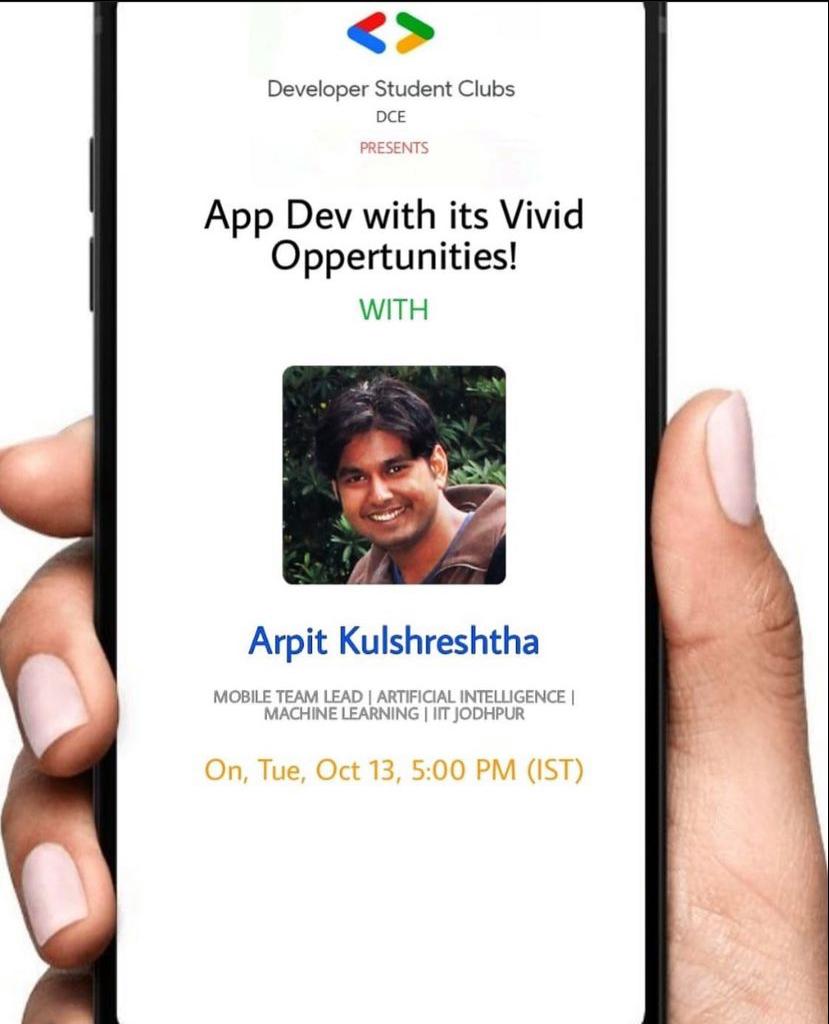 Developer Student Clubs
DCE
PRESENTS
App Dev with its Vivid
Oppertunities!
WITH
Arpit Kulshreshtha
MOBILE TEAM LEAD | ARTIFICIAL INTELLIGENCE |
MACHINE LEARNING | IIT JODHPUR
On, Tue, Oct 13, 5:00 PM (IST)